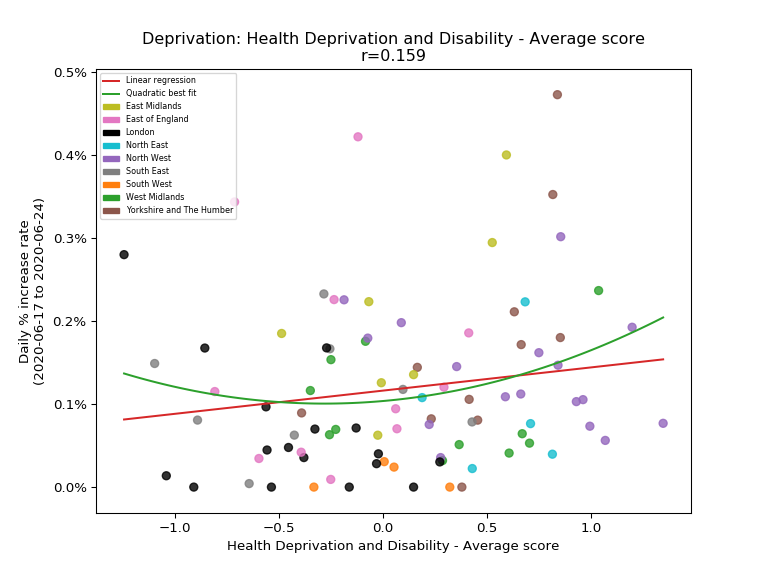 Deprivation: Health Deprivation and Disability - Average score
r=0.159
Linear regression
Quadratic best fit
East Midlands
East of England
London
North East
North West
South East
South West
West Midlands
Yorkshire and The Humber
0.5%
0.4%
0.3%
0.2%
0.1%
0.0%
Daily % increase rate
(2020-06-17 to 2020-06-24)
−1.0
−0.5
0.0
0.5
1.0
Health Deprivation and Disability - Average score